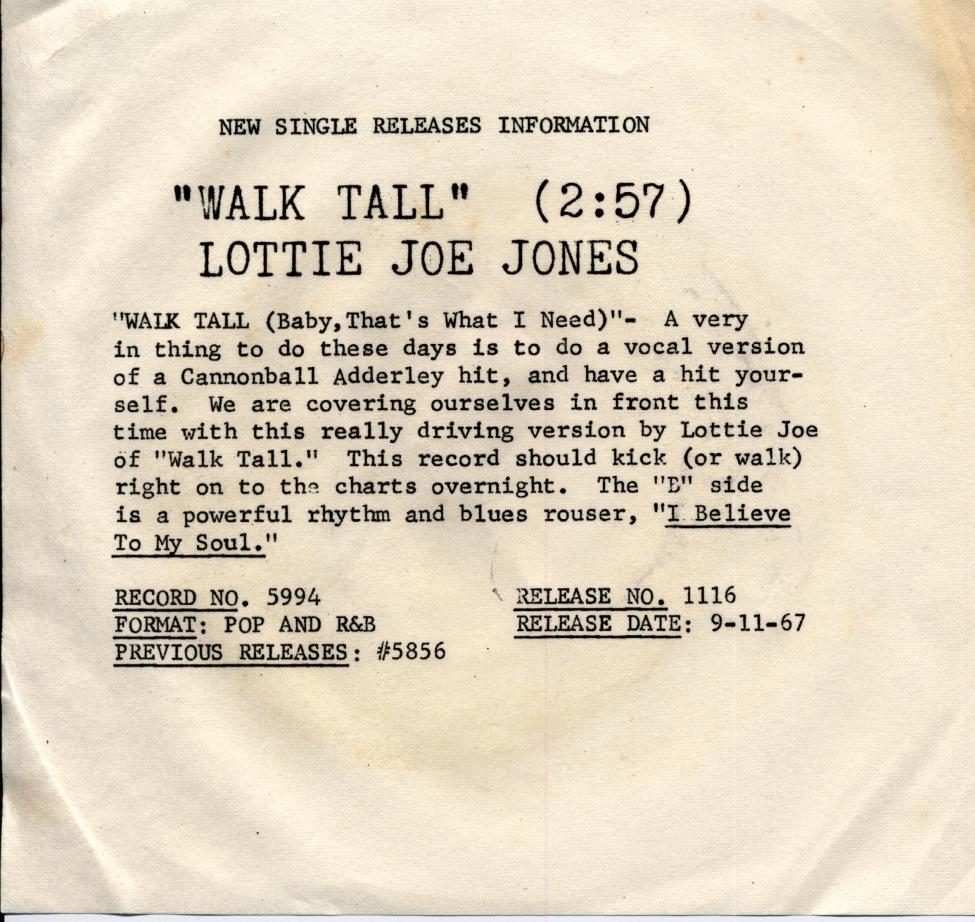 NEW SINGLE RELEASES INFORMATION
"WALK TALL" (2:57)
LOTTIE JOE JONES
"WALK TALL (Baby,That's What I Need)"- A very
in thing to do these days is to do a vocal version
of a Cannonball Adderley hit, and have a hit your-
self. We are covering ourselves in front this
time with this really driving version by Lottie Joe
of "Walk Tall." This record should kick (or walk)
right on to the charts overnight. The "B" side
is a powerful rhythm and blues rouser, "I Believe
To My Soul."
RECORD NO. 5994 RELEASE NO. 1116
FORMAT: POP AND R&B RELEASE DATE: 9-11-67
PREVIOUS RELEASES: #5856